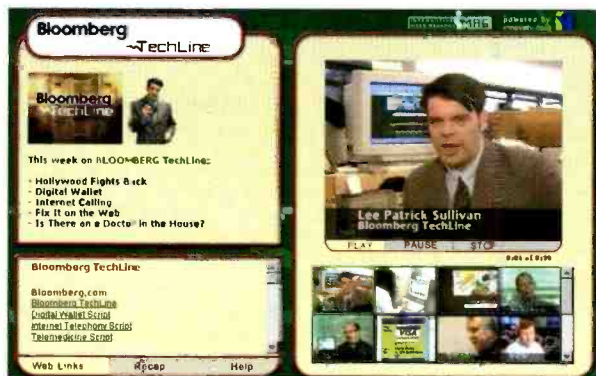 Bloomberg
TechLine
Bloomberg
TechLine
This week on BLOOMBERG TechLine:
- Hollywood Fights Back
- Digital Wallet
- Internet Calling
- Fix It on the Web
- Is There an a Doctor in the House?
Bloomberg TechLine
Bloomberg.com
Bloomberg TechLine
Digital Wallet Script
Internet Telephony Script
Telemedicine Script
Web Links Recap Help
powered by
Lee Patrick Sullivan
Bloomberg TechLine
PLAY PAUSE STOP
VISA